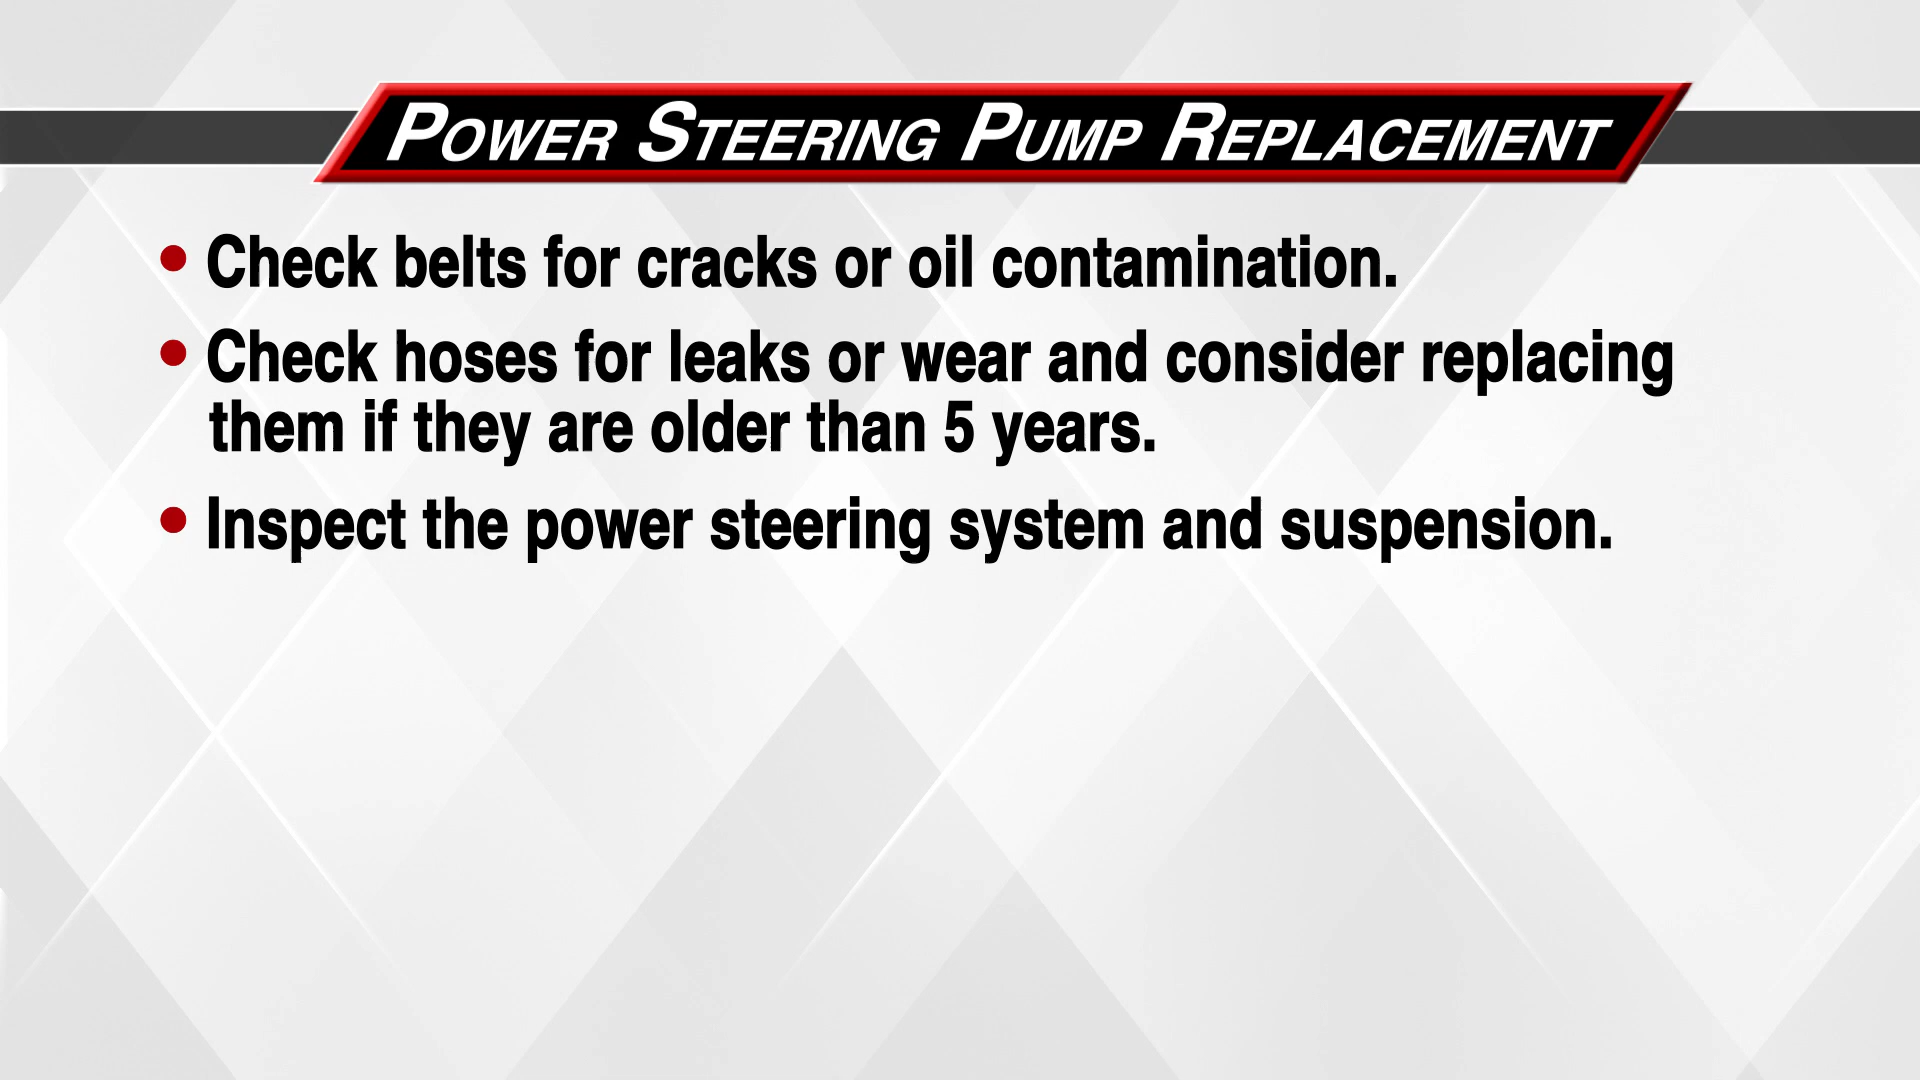 POWER STEERING PUMP REPLACEMENT
• Check belts for cracks or oil contamination.
• Check hoses for leaks or wear and consider replacing
them if they are older than 5 years.
• Inspect the power steering system and suspension.